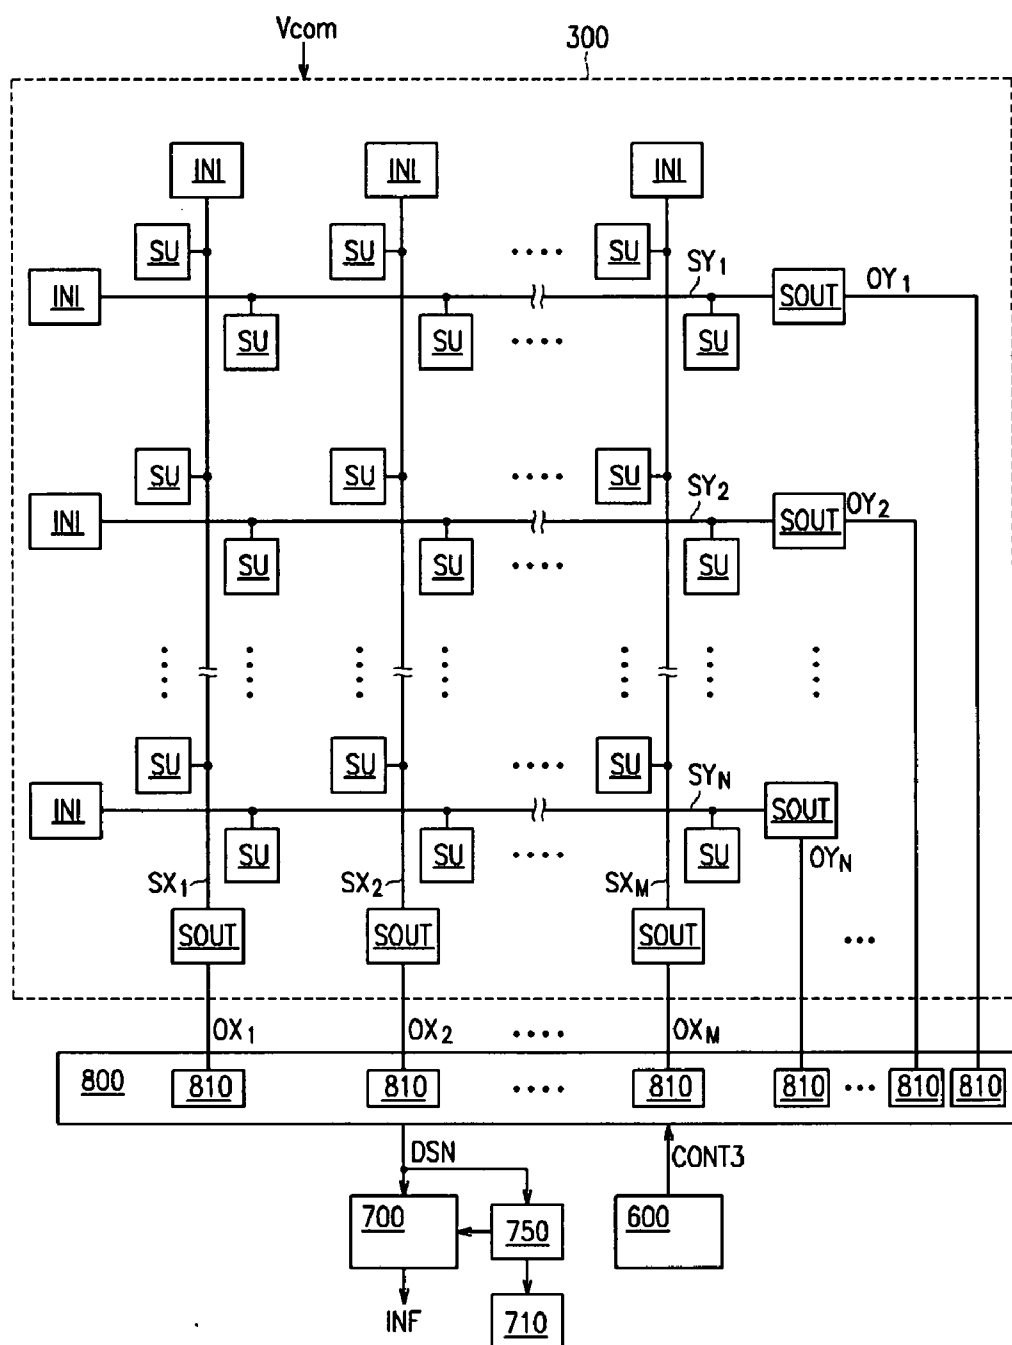 Vcom
300
INI INI INI
SU SU •••• SU
INI SY1 SOUT OY1
SU SU •••• SU
SU SU •••• SU
INI SY2 SOUT OY2
SU SU •••• SU
SU SU •••• SU
INI SYN SOUT
SU SU •••• SU OYN
SX1 SX2 SXM
SOUT SOUT SOUT •••
OX1 OX2 •••• OXM
800 810 810 •••• 810 810 ••• 810 810
DSN CONT3
700 750 600
INF 710